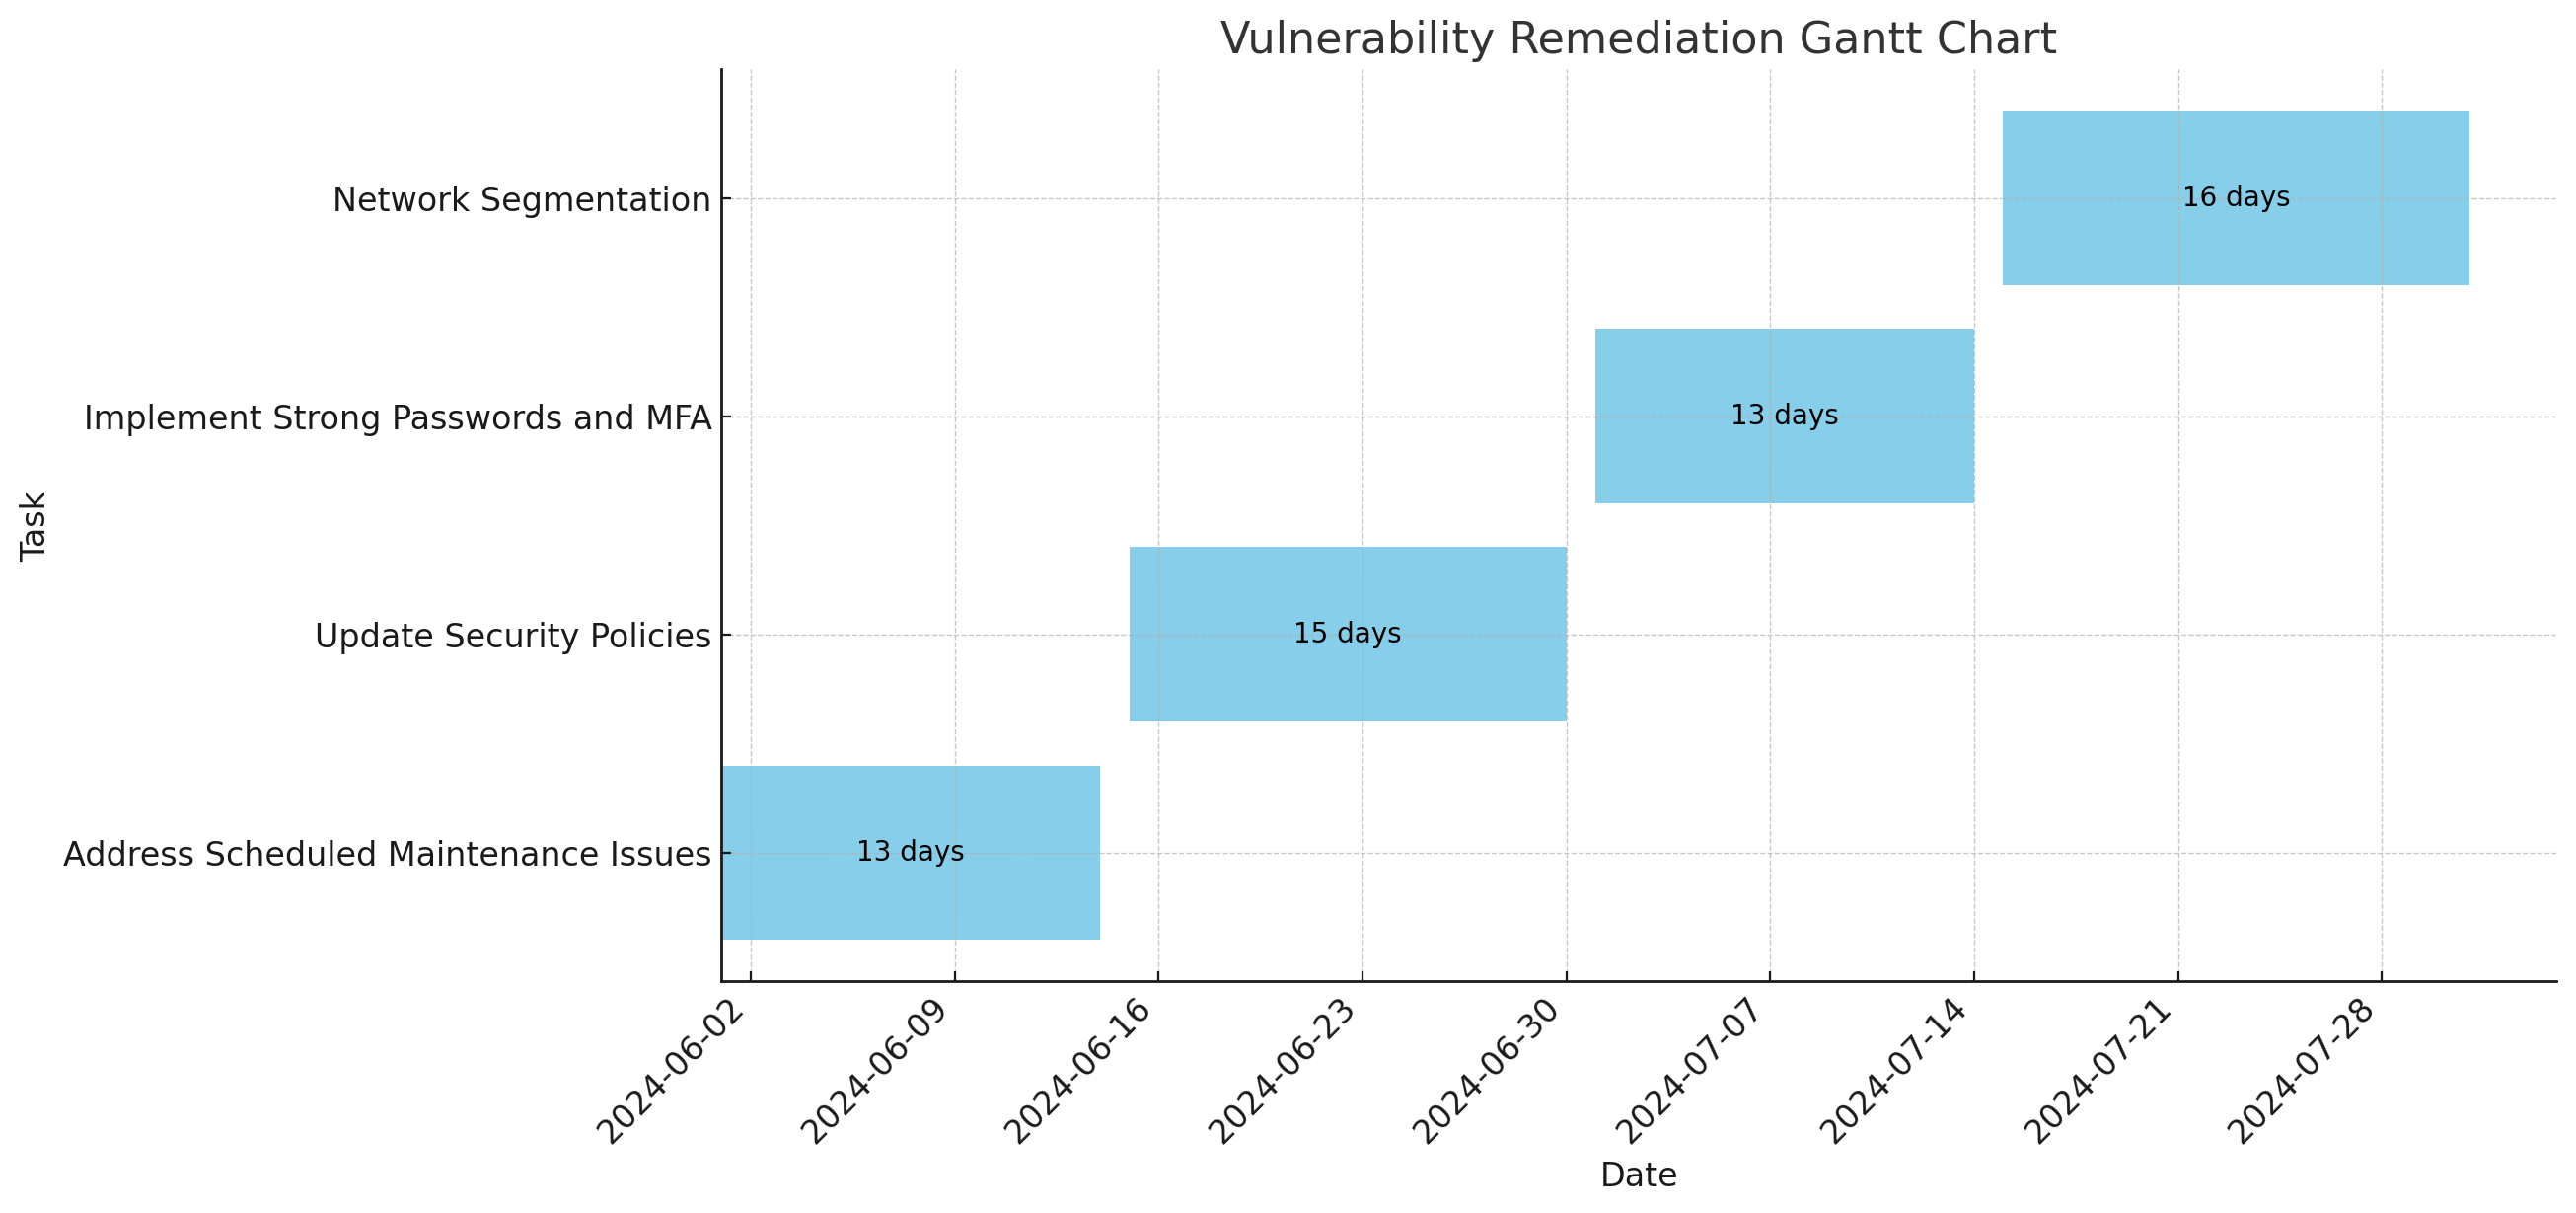 Vulnerability Remediation Gantt Chart
Network Segmentation
16 days
Implement Strong Passwords and MFA
13 days
Task
Update Security Policies
15 days
Address Scheduled Maintenance Issues
13 days
2024-06-02
2024-06-09
2024-06-16
2024-06-23
2024-06-30
2024-07-07
2024-07-14
2024-07-21
2024-07-28
Date